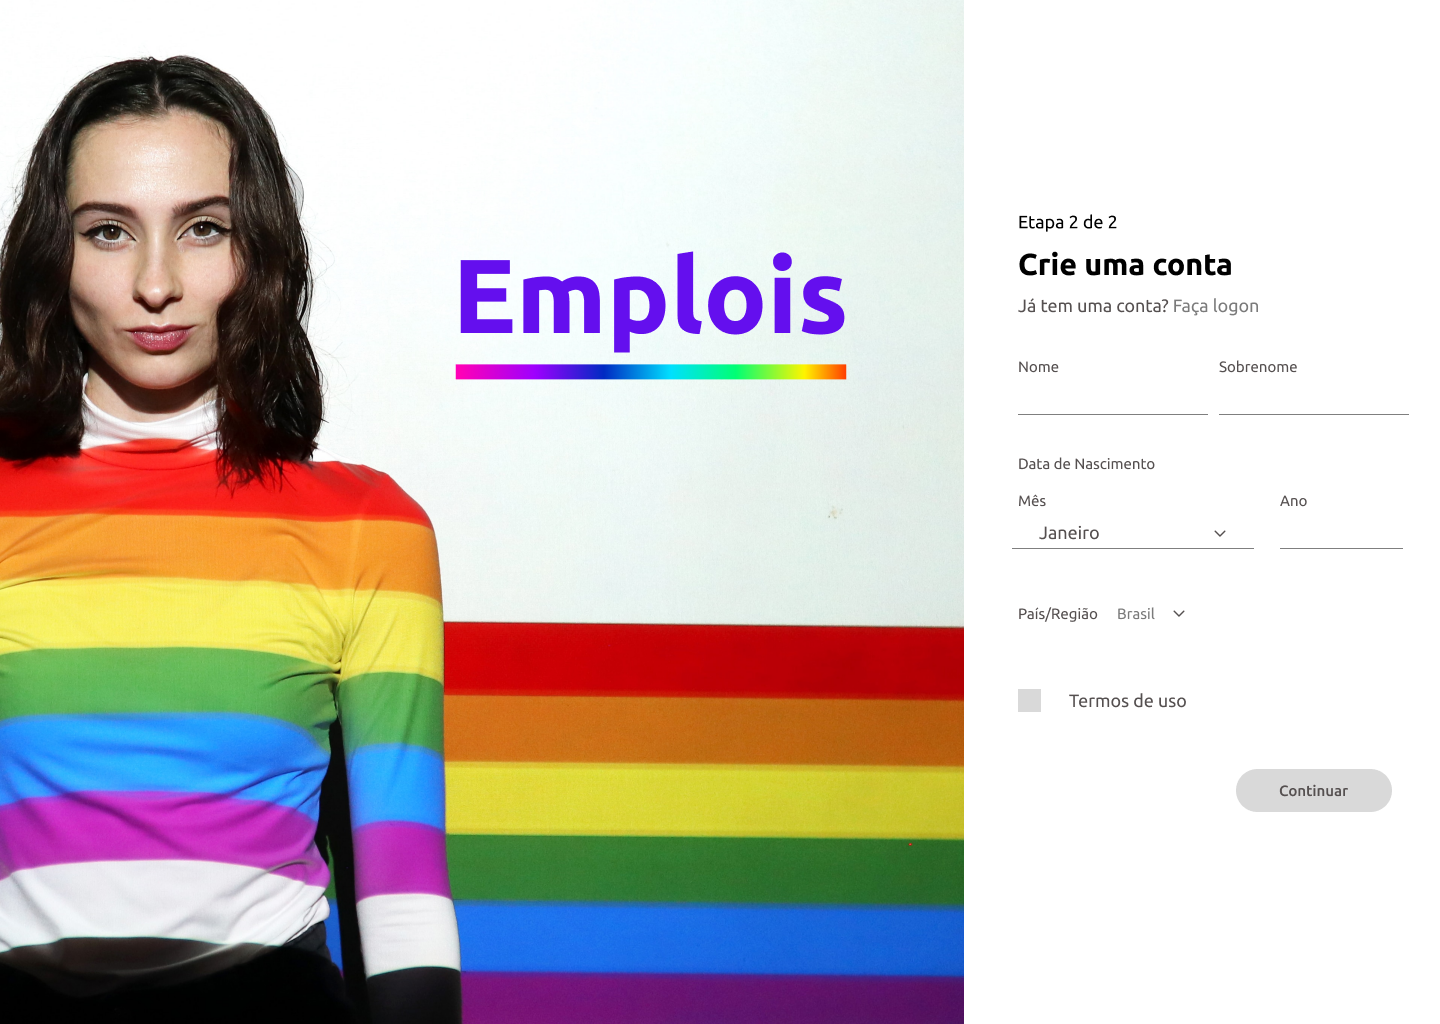 Emplois
Etapa 2 de 2
Crie uma conta
Já tem uma conta? Faça logon
Nome Sobrenome
Data de Nascimento
Mês Ano
Janeiro
País/Região Brasil
Termos de uso
Continuar